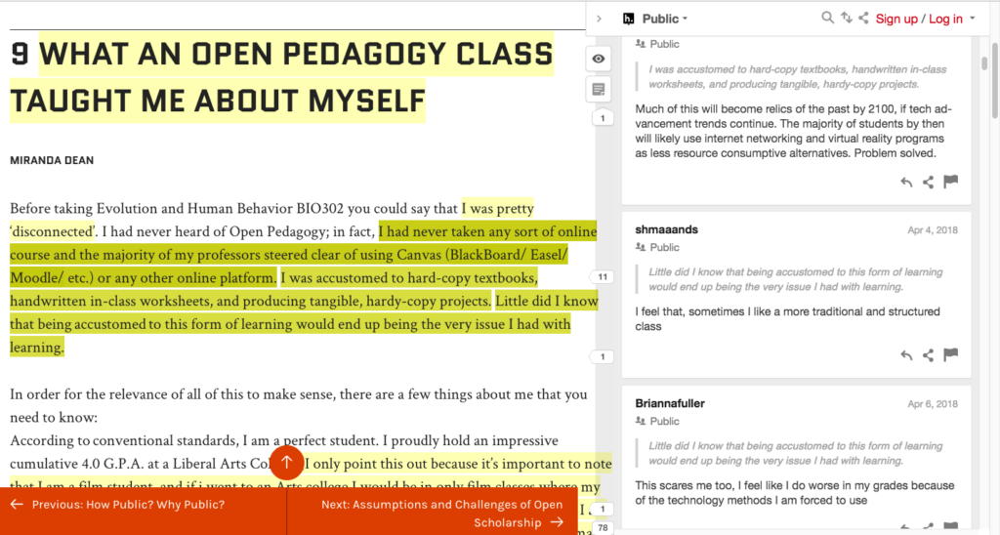 9 WHAT AN OPEN PEDAGOGY CLASS
TAUGHT ME ABOUT MYSELF
MIRANDA DEAN
Before taking Evolution and Human Behavior BIO302 you could say that I was pretty
‘disconnected’. I had never heard of Open Pedagogy; in fact, I had never taken any sort of online
course and the majority of my professors steered clear of using Canvas (BlackBoard/ Easel/
Moodle/ etc.) or any other online platform. I was accustomed to hard-copy textbooks,
handwritten in-class worksheets, and producing tangible, hardy-copy projects. Little did I know
that being accustomed to this form of learning would end up being the very issue I had with
learning.
In order for the relevance of all of this to make sense, there are a few things about me that you
need to know:
According to conventional standards, I am a perfect student. I proudly hold an impressive
cumulative 4.0 G.P.A. at a Liberal Arts Col I only point this out because it’s important to note
that I am a film student, and if i went to an Arts college I would be in only film classes where my
← Previous: How Public? Why Public?
Next: Assumptions and Challenges of Open
Scholarship →
1
11
1
1
78
Public
Sign up / Log in
Public
I was accustomed to hard-copy textbooks, handwritten in-class
worksheets, and producing tangible, hardy-copy projects.
Much of this will become relics of the past by 2100, if tech ad-
vancement trends continue. The majority of students by then
will likely use internet networking and virtual reality programs
as less resource consumptive alternatives. Problem solved.
shmaaands Apr 4, 2018
Public
Little did I know that being accustomed to this form of learning
would end up being the very issue I had with learning.
I feel that, sometimes I like a more traditional and structured
class
Briannafuller Apr 6, 2018
Public
Little did I know that being accustomed to this form of learning
would end up being the very issue I had with learning.
This scares me too, I feel like I do worse in my grades because
of the technology methods I am forced to use